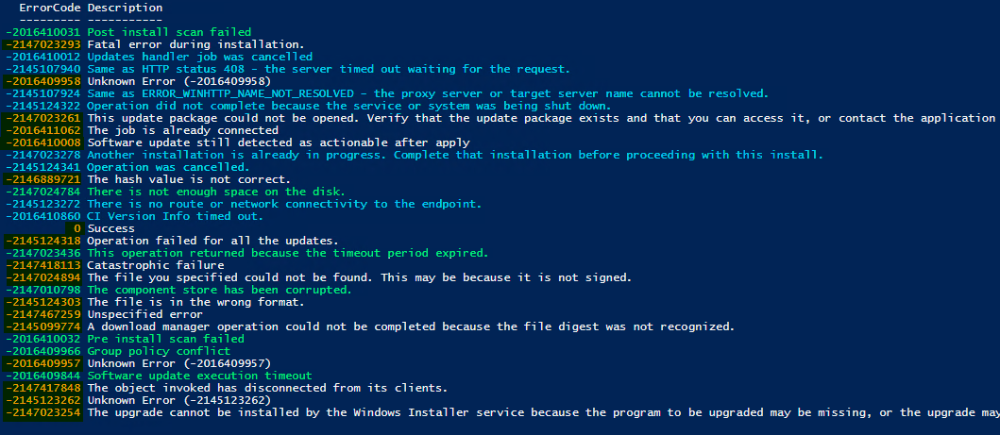 ErrorCode Description
--------- -----------
-2016410031 Post install scan failed
-2147023293 Fatal error during installation.
-2016410012 Updates handler job was cancelled
-2145107940 Same as HTTP status 408 - the server timed out waiting for the request.
-2016409958 Unknown Error (-2016409958)
-2145107924 Same as ERROR_WINHTTP_NAME_NOT_RESOLVED - the proxy server or target server name cannot be resolved.
-2145124322 Operation did not complete because the service or system was being shut down.
-2147023261 This update package could not be opened. Verify that the update package exists and that you can access it, or contact the application
-2016411062 The job is already connected
-2016410008 Software update still detected as actionable after apply
-2147023278 Another installation is already in progress. Complete that installation before proceeding with this install.
-2145124341 Operation was cancelled.
-2146889721 The hash value is not correct.
-2147024784 There is not enough space on the disk.
-2145123272 There is no route or network connectivity to the endpoint.
-2016410860 CI Version Info timed out.
0 Success
-2145124318 Operation failed for all the updates.
-2147023436 This operation returned because the timeout period expired.
-2147418113 Catastrophic failure
-2147024894 The file you specified could not be found. This may be because it is not signed.
-2147010798 The component store has been corrupted.
-2145124303 The file is in the wrong format.
-2147467259 Unspecified error
-2145099774 A download manager operation could not be completed because the file digest was not recognized.
-2016410032 Pre install scan failed
-2016409966 Group policy conflict
-2016409957 Unknown Error (-2016409957)
-2016409844 Software update execution timeout
-2147417848 The object invoked has disconnected from its clients.
-2145123262 Unknown Error (-2145123262)
-2147023254 The upgrade cannot be installed by the Windows Installer service because the program to be upgraded may be missing, or the upgrade may